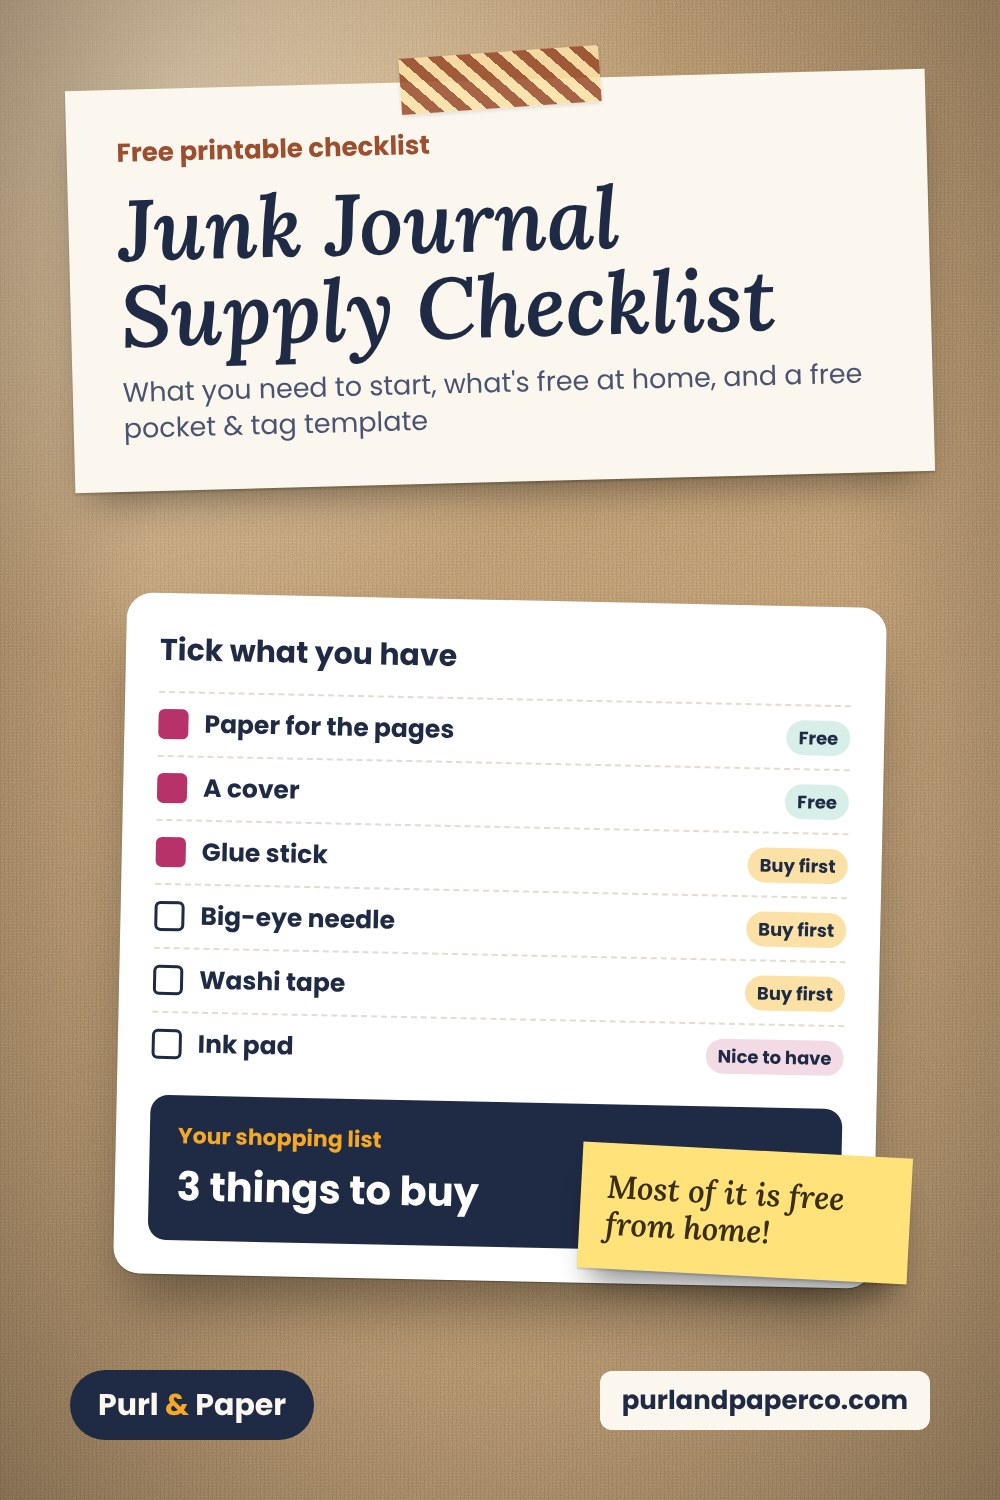 Free printable checklist
Junk Journal
Supply Checklist
What you need to start, what's free at home, and a free
pocket & tag template
Tick what you have
Paper for the pages Free
A cover Free
Glue stick Buy first
Big-eye needle Buy first
Washi tape Buy first
Ink pad Nice to have
Your shopping list
3 things to buy
Most of it is free
from home!
Purl & Paper
purlandpaperco.com